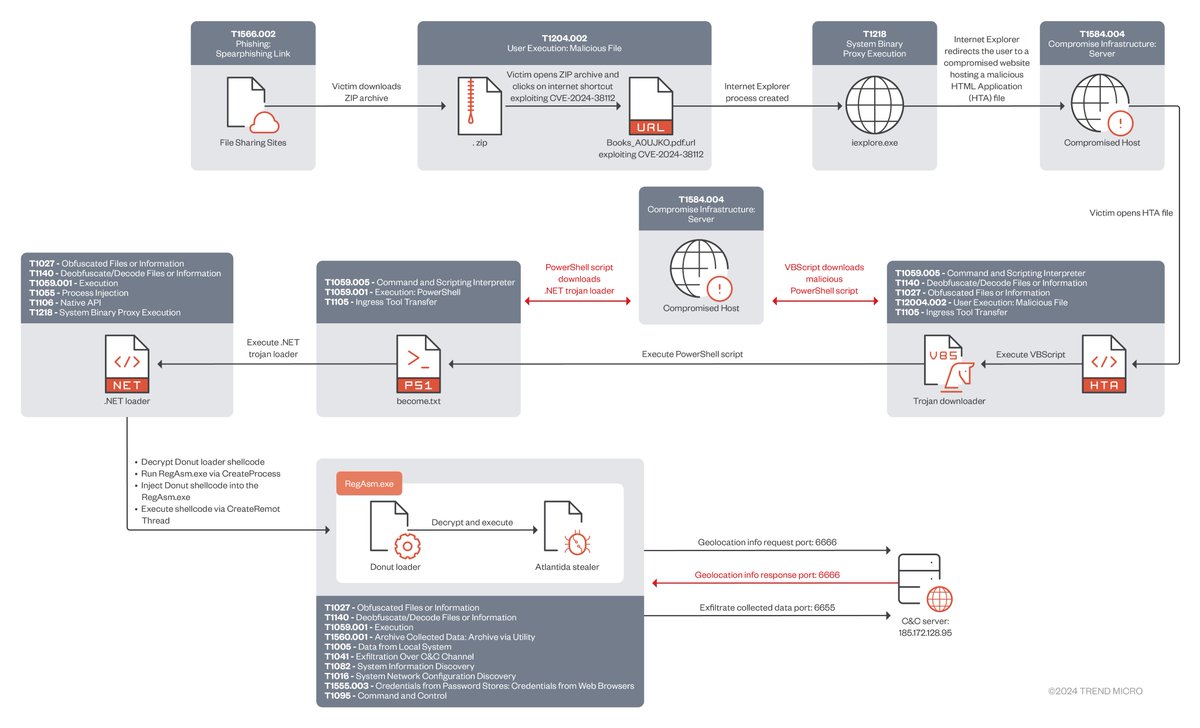 T1566.002
Phishing:
Spearphishing Link
File Sharing Sites
Victim downloads
ZIP archive
T1204.002
User Execution: Malicious File
.zip
Victim opens ZIP archive and
clicks on internet shortcut
exploiting CVE-2024-38112
URL
Books_A0UJKO.pdf.url
exploiting CVE-2024-38112
Internet Explorer
process created
T1218
System Binary
Proxy Execution
iexplore.exe
Internet Explorer
redirects the user to a
compromised website
hosting a malicious
HTML Application
(HTA) file
T1584.004
Compromise Infrastructure:
Server
Compromised Host
Victim opens HTA file
T1059.005 - Command and Scripting Interpreter
T1140 - Deobfuscate/Decode Files or Information
T1027 - Obfuscated Files or Information
T2004.002 - User Execution: Malicious File
T1105 - Ingress Tool Transfer
HTA
Execute VBScript
VBS
Trojan downloader
VBScript downloads
malicious
PowerShell script
T1584.004
Compromise Infrastructure:
Server
Compromised Host
PowerShell script
downloads
.NET trojan loader
Execute PowerShell script
T1059.005 - Command and Scripting Interpreter
T1059.001 - Execution: PowerShell
T1105 - Ingress Tool Transfer
PS1
become.txt
Execute .NET
trojan loader
T1027 - Obfuscated Files or Information
T1140 - Deobfuscate/Decode Files or Information
T1059.001 - Execution
T1055 - Process Injection
T1106 - Native API
T1218 - System Binary Proxy Execution
NET
.NET loader
• Decrypt Donut loader shellcode
• Run RegAsm.exe via CreateProcess
• Inject Donut shellcode into the
RegAsm.exe
• Execute shellcode via CreateRemot
Thread
RegAsm.exe
Donut loader
Decrypt and execute
Atlantida stealer
T1027 - Obfuscated Files or Information
T1140 - Deobfuscate/Decode Files or Information
T1059.001 - Execution
T1560.001 - Archive Collected Data: Archive via Utility
T1005 - Data from Local System
T1041 - Exfiltration Over C&C Channel
T1082 - System Information Discovery
T1016 - System Network Configuration Discovery
T1555.003 - Credentials from Password Stores: Credentials from Web Browsers
T1095 - Command and Control
Geolocation info request port: 6666
Geolocation info response port: 6666
Exfiltrate collected data port: 6655
C&C server:
185.172.128.95
©2024 TREND MICRO